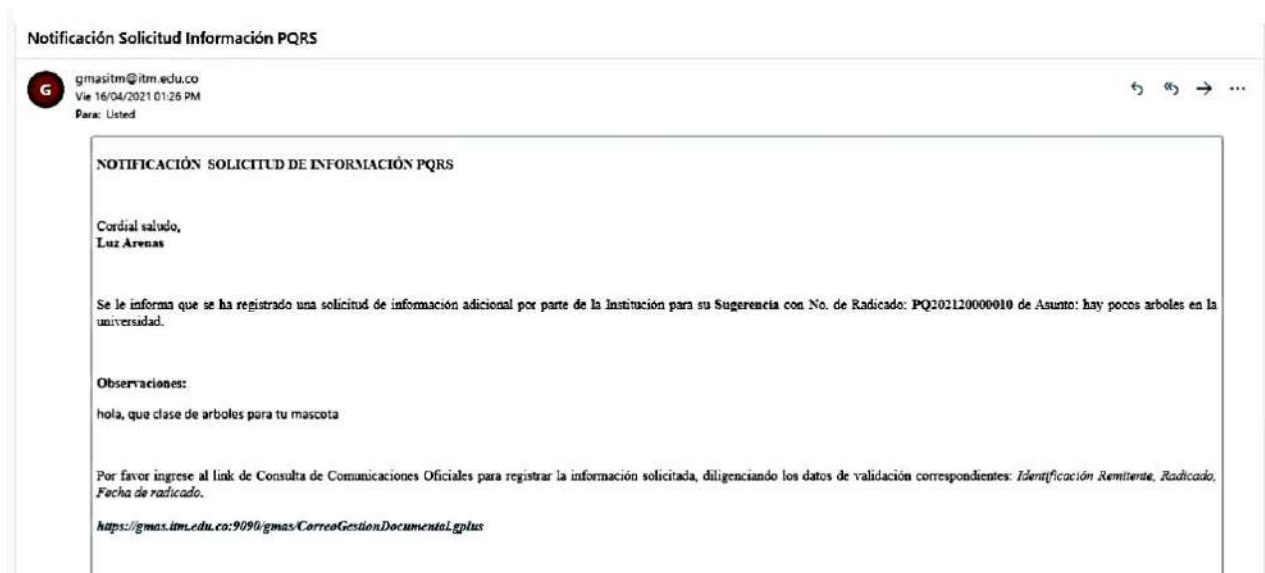 Notificación Solicitud Información PQRS
G
gmasitm@itm.edu.co
Vie 16/04/2021 01:26 PM
Para: Usted
NOTIFICACIÓN SOLICITUD DE INFORMACIÓN PQRS
Cordial saludo,
Luz Arenas
Se le informa que se ha registrado una solicitud de información adicional por parte de la Institución para su Sugerencia con No. de Radicado: PQ202120000010 de Asunto: hay pocos arboles en la
universidad.
Observaciones:
hola, que clase de arboles para tu mascota
Por favor ingrese al link de Consulta de Comunicaciones Oficiales para registrar la información solicitada, diligenciando los datos de validación correspondientes: Identificación Remitente, Radicado,
Fecha de radicado.
https://gmas.itm.edu.co:9090/gmas/CorreoGestionDocumental.gplus